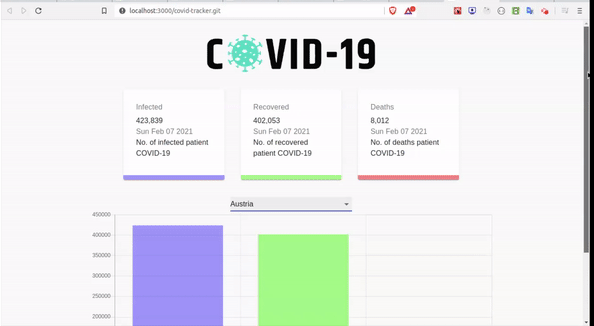 localhost:3000/covid-tracker.git
COVID-19
Infected
423,839
Sun Feb 07 2021
No. of infected patient
COVID-19
Recovered
402,053
Sun Feb 07 2021
No. of recovered
patient COVID-19
Deaths
8,012
Sun Feb 07 2021
No. of deaths patient
COVID-19
Austria
450000
400000
350000
300000
250000
200000